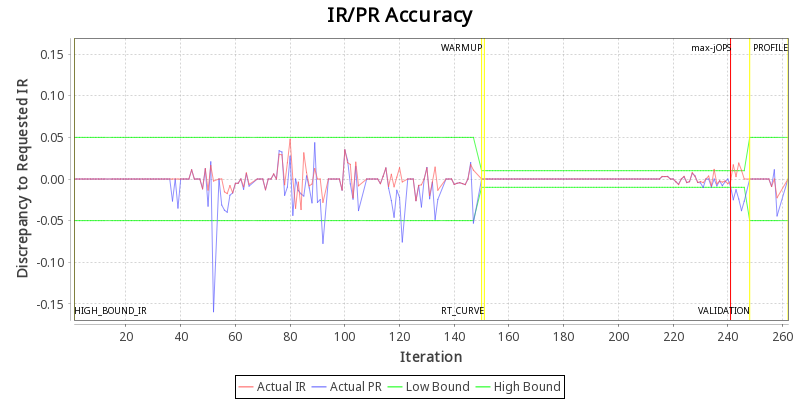 IR/PR Accuracy
Discrepancy to Requested IR
0.15
0.10
0.05
0.00
-0.05
-0.10
-0.15
WARMUP
max-jOPS
PROFILE
HIGH_BOUND_IR
RT_CURVE
VALIDATION
20 40 60 80 100 120 140 160 180 200 220 240 260
Iteration
Actual IR Actual PR Low Bound High Bound